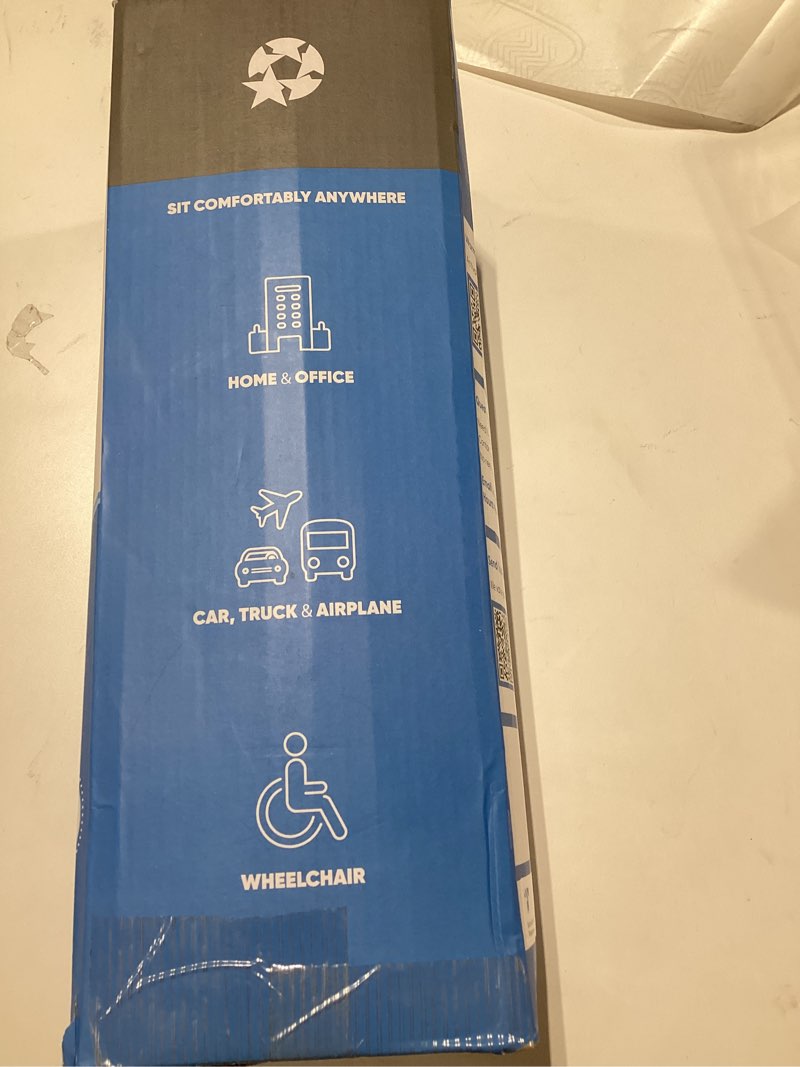 SIT COMFORTABLY ANYWHERE
HOME & OFFICE
CAR, TRUCK & AIRPLANE
WHEELCHAIR